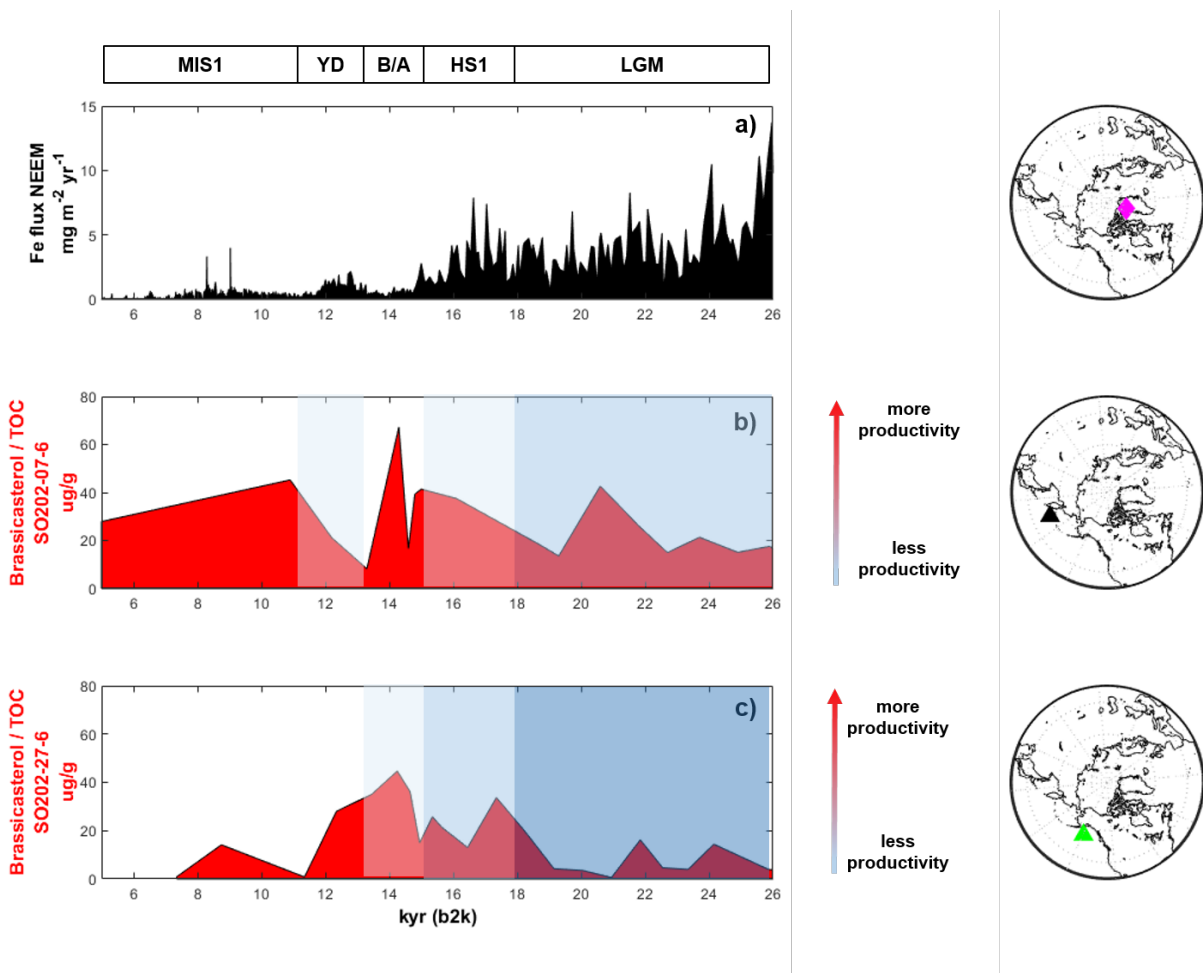 MIS1 YD B/A HS1 LGM
a)
Fe flux NEEM
mg m-2 yr-1
15
10
5
0
6 8 10 12 14 16 18 20 22 24 26
b)
Brassicasterol / TOC
SO202-07-6
ug/g
80
60
40
20
0
6 8 10 12 14 16 18 20 22 24 26
more
productivity
less
productivity
c)
Brassicasterol / TOC
SO202-27-6
ug/g
80
60
40
20
0
6 8 10 12 14 16 18 20 22 24 26
kyr (b2k)
more
productivity
less
productivity